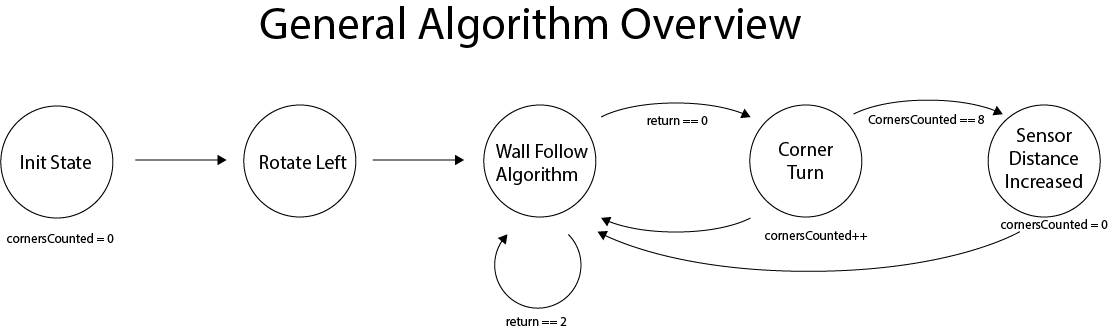 General Algorithm Overview
Init State
cornersCounted = 0
Rotate Left
Wall Follow
Algorithm
return == 2
return == 0
Corner
Turn
cornersCounted++
CornersCounted == 8
Sensor
Distance
Increased
cornersCounted = 0